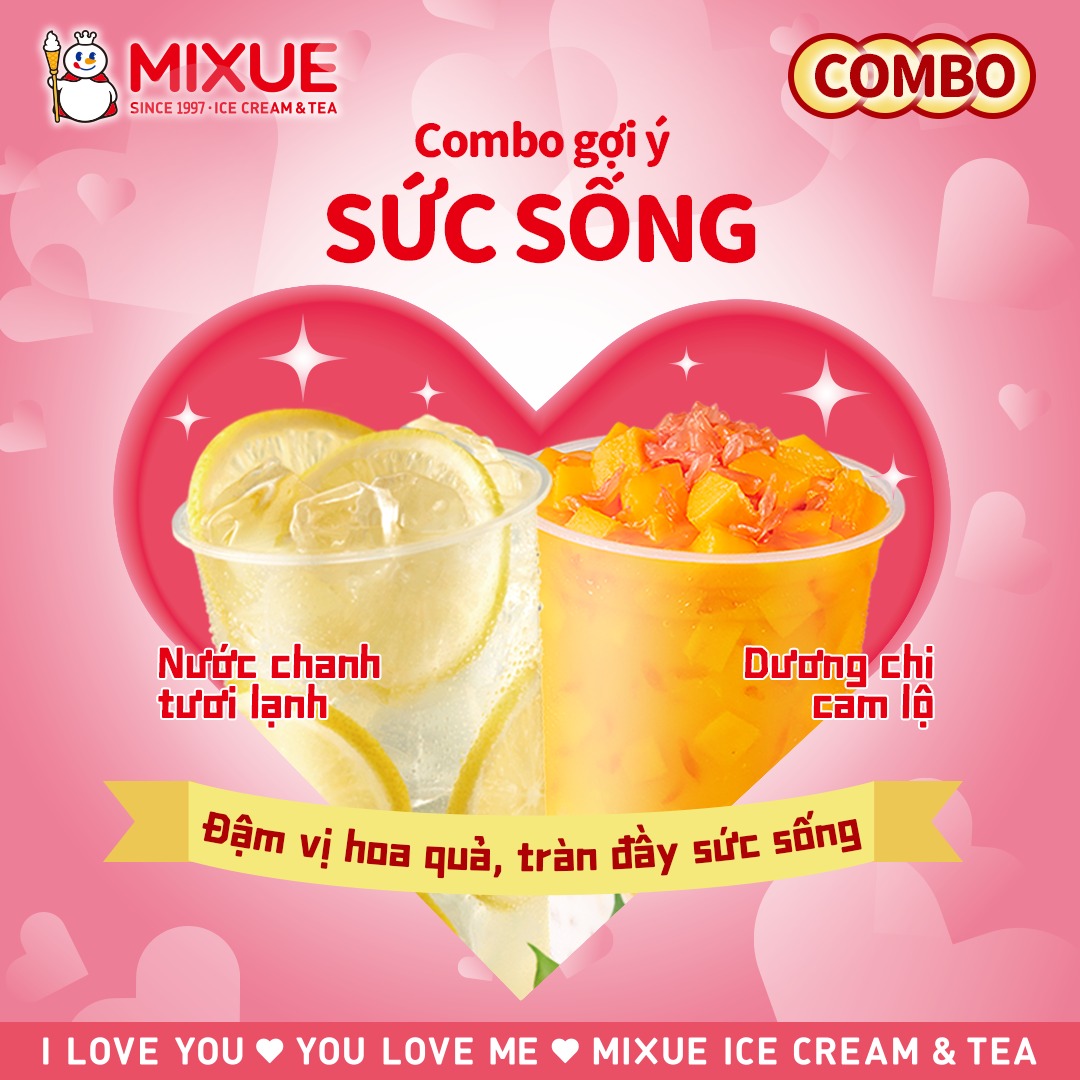 MIXUE
SINCE 1997 · ICE CREAM & TEA
COMBO
Combo gợi ý
SỨC SỐNG
Nước chanh
tươi lạnh
Dương chi
cam lộ
Đậm vị hoa quả, tràn đầy sức sống
I LOVE YOU ♥ YOU LOVE ME ♥ MIXUE ICE CREAM & TEA